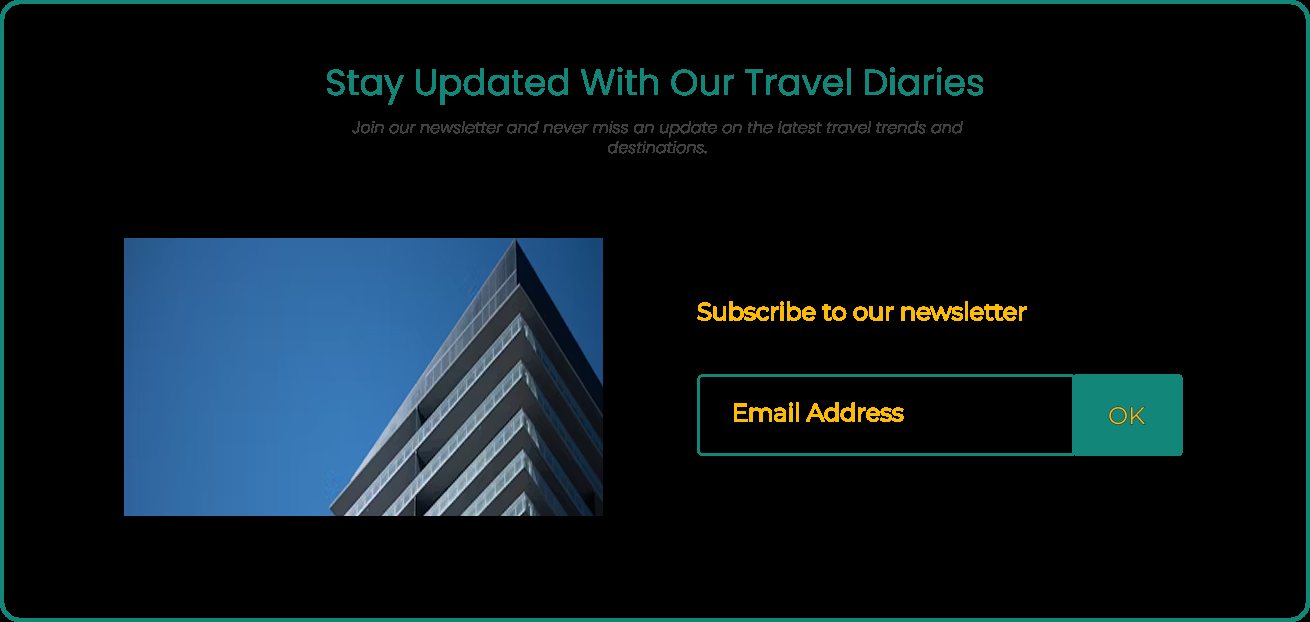 Stay Updated With Our Travel Diaries
Join our newsletter and never miss an update on the latest travel trends and
destinations.
Subscribe to our newsletter
Email Address
OK